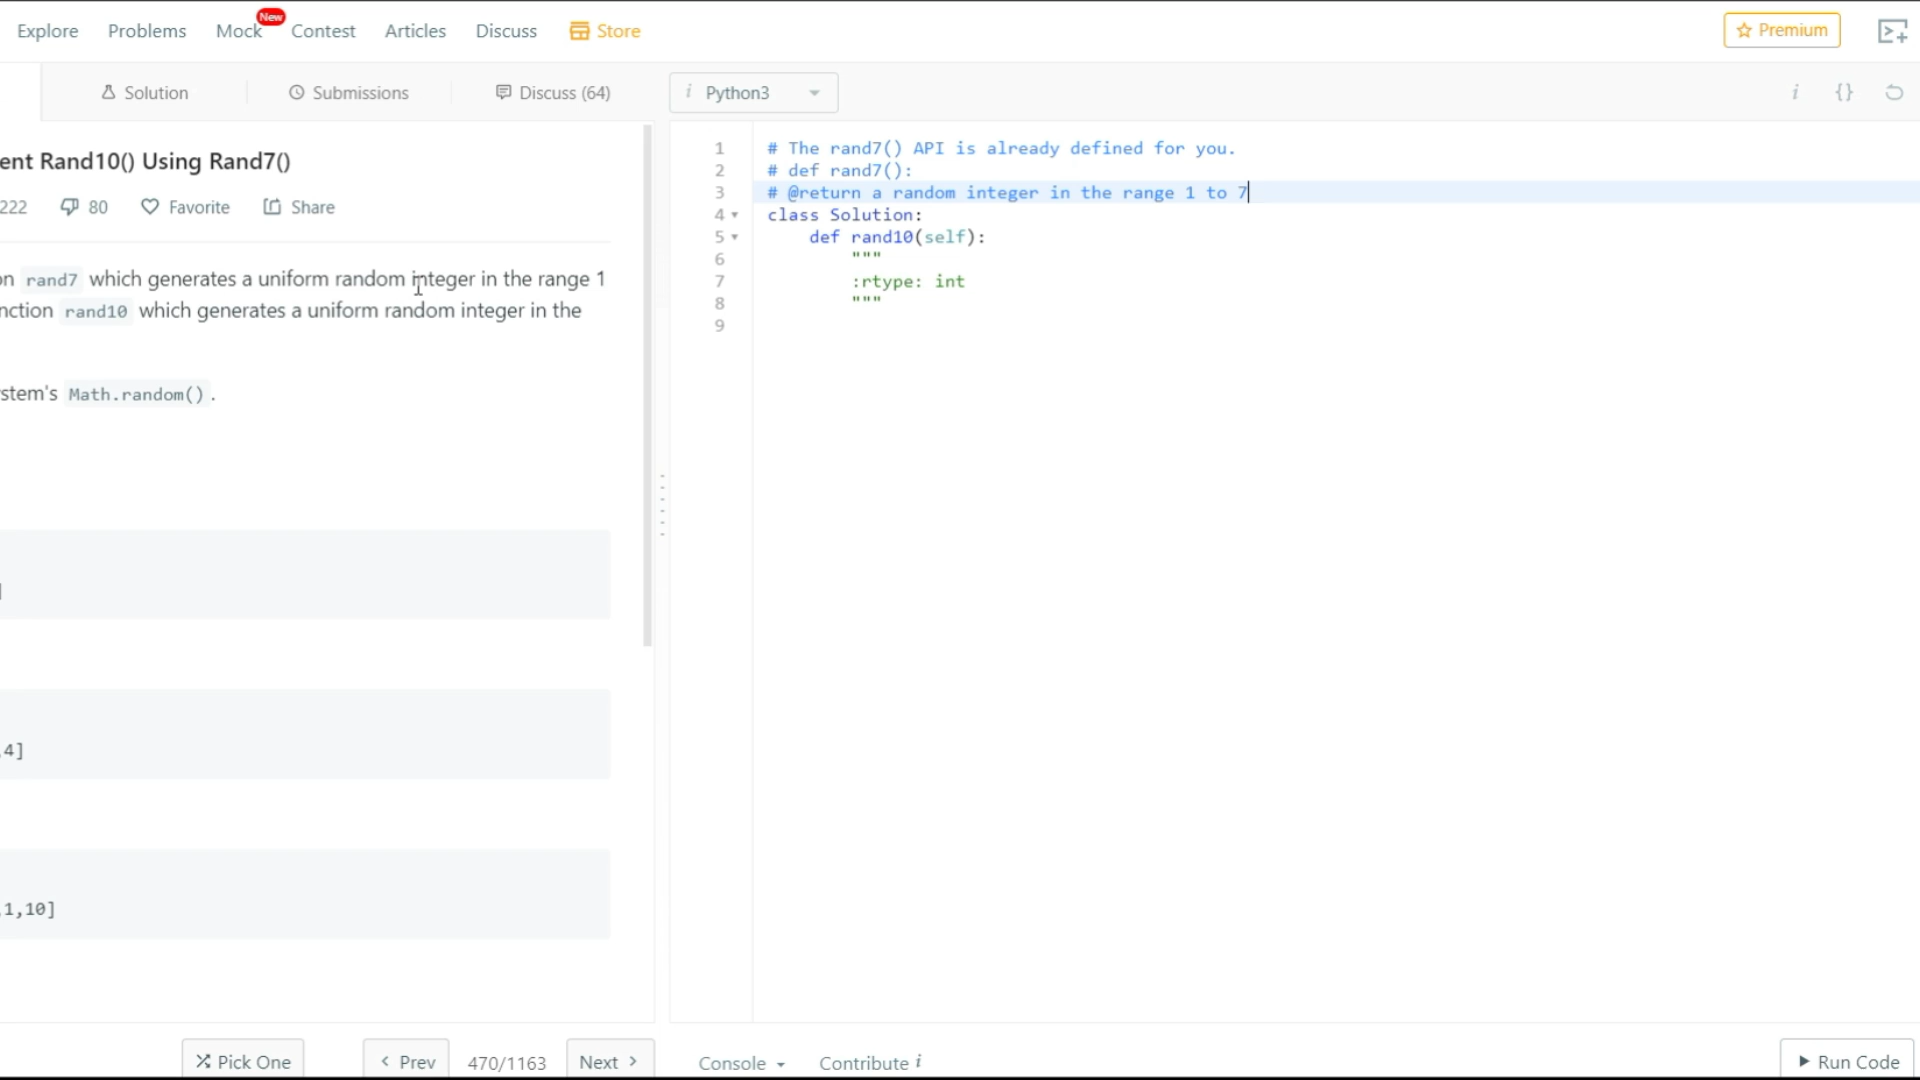 Explore Problems Mock New Contest Articles Discuss Store Premium
Solution Submissions Discuss (64) i Python3 i {}
ent Rand10() Using Rand7()
222 80 Favorite Share
on rand7 which generates a uniform random integer in the range 1
nction rand10 which generates a uniform random integer in the
stem's Math.random() .
]
,4]
,1,10]
1 # The rand7() API is already defined for you.
2 # def rand7():
3 # @return a random integer in the range 1 to 7
4 class Solution:
5 def rand10(self):
6 """
7 :rtype: int
8 """
9
Pick One < Prev 470/1163 Next > Console Contribute i Run Code